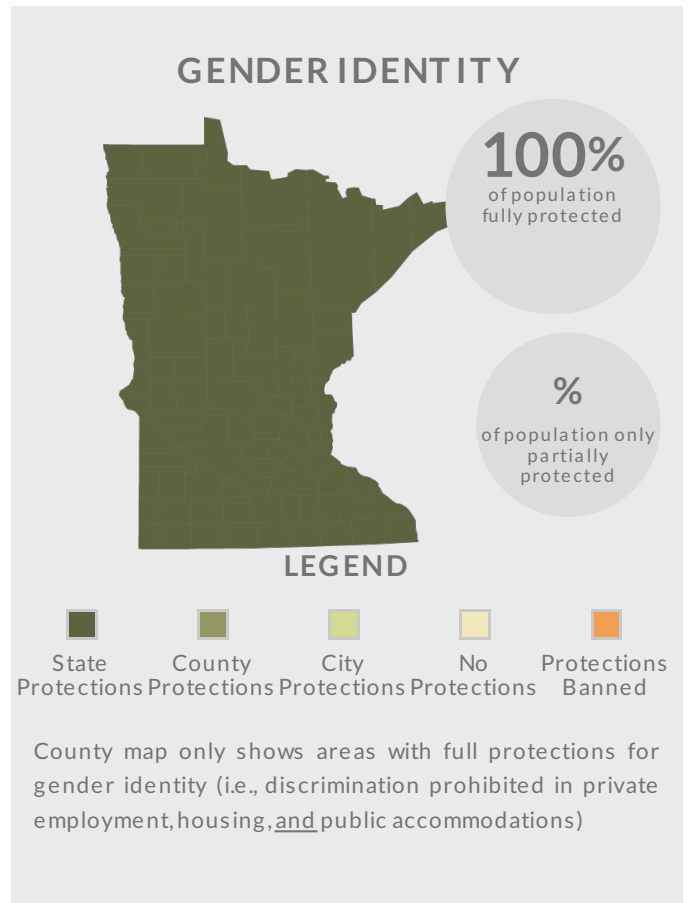 GENDER IDENTITY
100%
of population
fully protected
%
of population only
partially
protected
LEGEND
State
Protections
County
Protections
City
Protections
No
Protections
Protections
Banned
County map only shows areas with full protections for
gender identity (i.e., discrimination prohibited in private
employment, housing, and public accommodations)